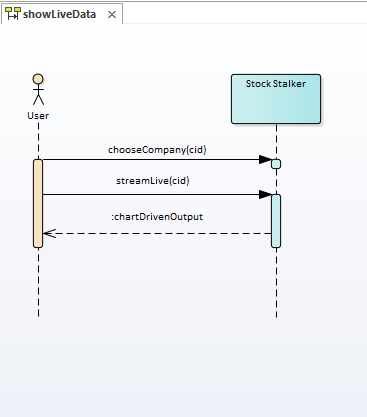 showLiveData
Stock Stalker
User
chooseCompany(cid)
streamLive(cid)
:chartDrivenOutput